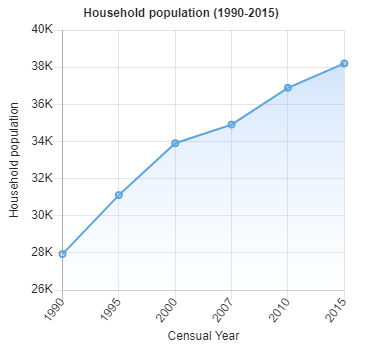 Household population (1990-2015)
40K
38K
36K
34K
32K
30K
28K
26K
Household population
1990
1995
2000
2007
2010
2015
Censual Year